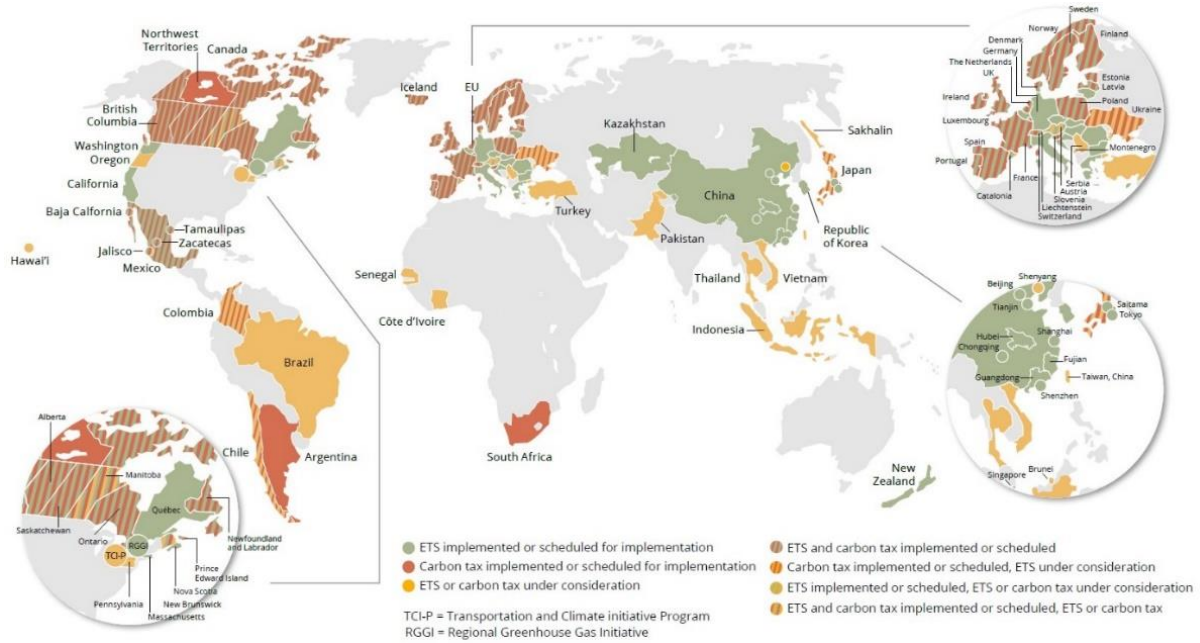 Northwest
Territories
Canada
British
Columbia
Washington
Oregon
California
Baja Calfornia
Tamaulipas
Zacatecas
Jalisco
Mexico
Hawai'i
Colombia
Brazil
Chile
Argentina
Iceland
EU
Kazakhstan
Sakhalin
Japan
China
Turkey
Pakistan
Republic
of Korea
Thailand
Vietnam
Indonesia
Senegal
Côte d'Ivoire
South Africa
New
Zealand
Sweden
Norway
Finland
Denmark
Germany
The Netherlands
UK
Estonia
Latvia
Ireland
Poland
Ukraine
Luxembourg
Spain
Montenegro
Portugal
France
Serbia
Catalonia
Austria
Slovenia
Liechtenstein
Switzerland
Shenyang
Beijing
Tianjin
Saitama
Tokyo
Hubei
Shanghai
Chongqing
Fujian
Guangdong
Taiwan, China
Shenzhen
Singapore
Brunei
Alberta
Manitoba
Québec
Saskatchewan
Ontario
Newfoundland
and Labrador
RGGI
TCI-P
Prince
Edward Island
Nova Scotia
Pennsylvania
New Brunswick
Massachusetts
ETS implemented or scheduled for implementation
Carbon tax implemented or scheduled for implementation
ETS or carbon tax under consideration
TCI-P = Transportation and Climate initiative Program
RGGI = Regional Greenhouse Gas Initiative
ETS and carbon tax implemented or scheduled
Carbon tax implemented or scheduled, ETS under consideration
ETS implemented or scheduled, ETS or carbon tax under consideration
ETS and carbon tax implemented or scheduled, ETS or carbon tax